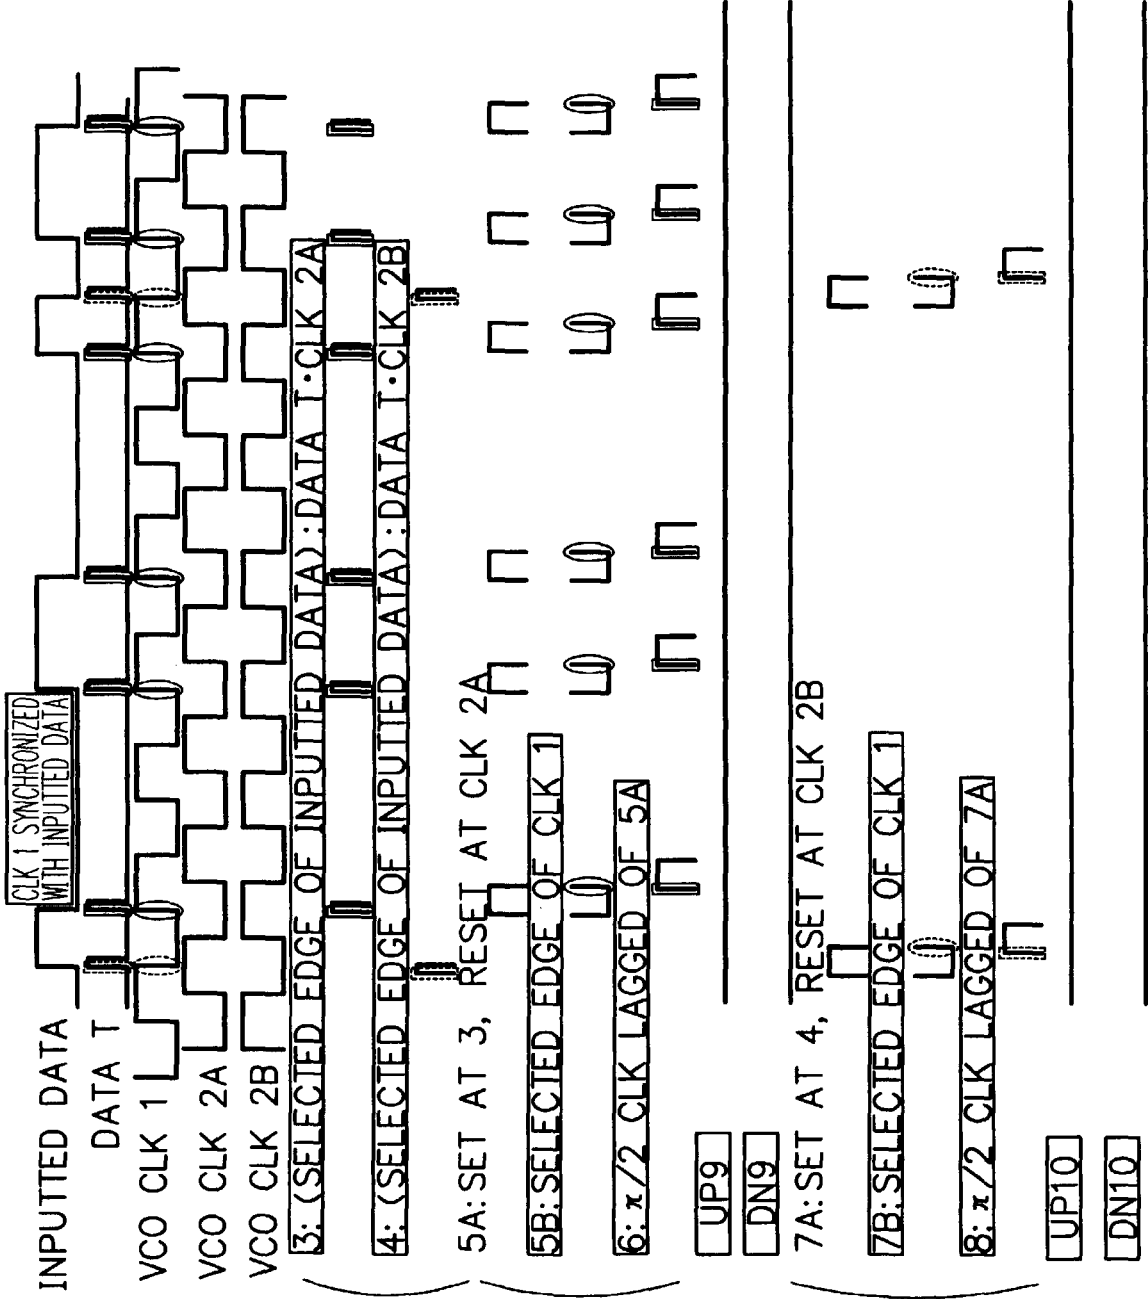 CLK 1 SYNCHRONIZED
WITH INPUTTED DATA
INPUTTED DATA
DATA T
VCO CLK 1
VCO CLK 2A
VCO CLK 2B
3: (SELECTED EDGE OF INPUTTED DATA):DATA T·CLK 2A
4: (SELECTED EDGE OF INPUTTED DATA):DATA T·CLK 2B
5A:SET AT 3, RESET AT CLK 2A
5B:SELECTED EDGE OF CLK 1
6: π/2 CLK LAGGED OF 5A
UP9
DN9
7A:SET AT 4, RESET AT CLK 2B
7B:SELECTED EDGE OF CLK 1
8: π/2 CLK LAGGED OF 7A
UP10
DN10